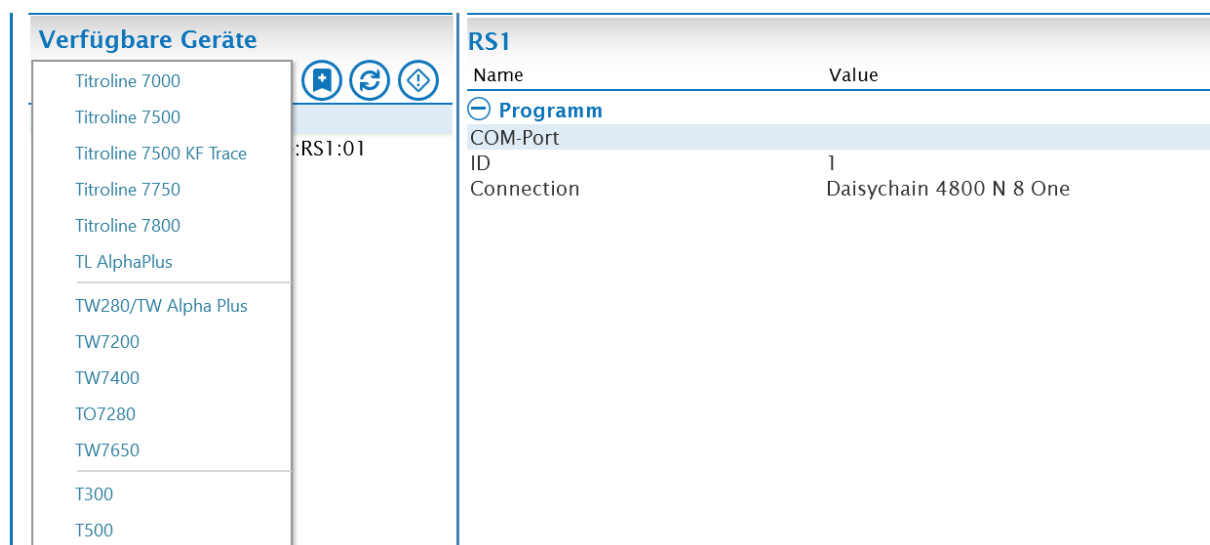 Verfügbare Geräte
Titroline 7000
Titroline 7500
Titroline 7500 KF Trace
:RS1:01
Titroline 7750
Titroline 7800
TL AlphaPlus
TW280/TW Alpha Plus
TW7200
TW7400
TO7280
TW7650
T300
T500
RS1
Name Value
Programm
COM-Port
ID 1
Connection Daisychain 4800 N 8 One